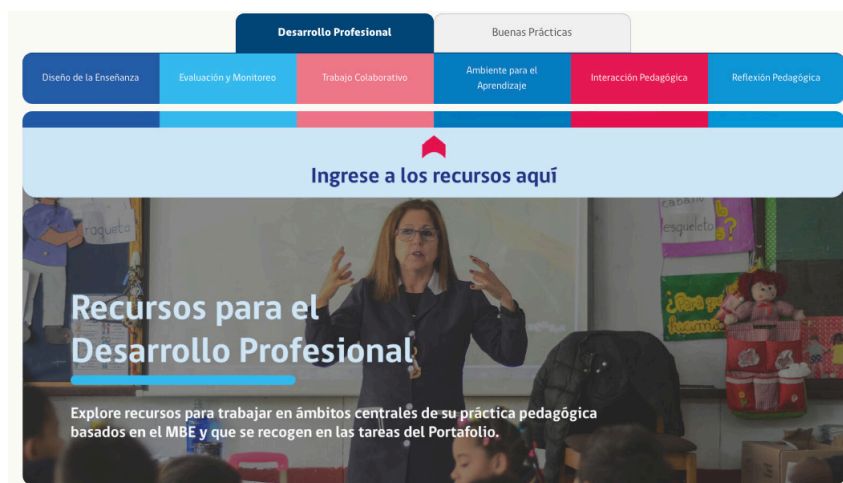 Desarrollo Profesional
Buenas Prácticas
Diseño de la Enseñanza
Evaluación y Monitoreo
Trabajo Colaborativo
Ambiente para el
Aprendizaje
Interacción Pedagógica
Reflexión Pedagógica
Ingrese a los recursos aquí
raqueta
caballo
esqueleto
?
Recursos para el
Desarrollo Profesional
Explore recursos para trabajar en ámbitos centrales de su práctica pedagógica
basados en el MBE y que se recogen en las tareas del Portafolio.